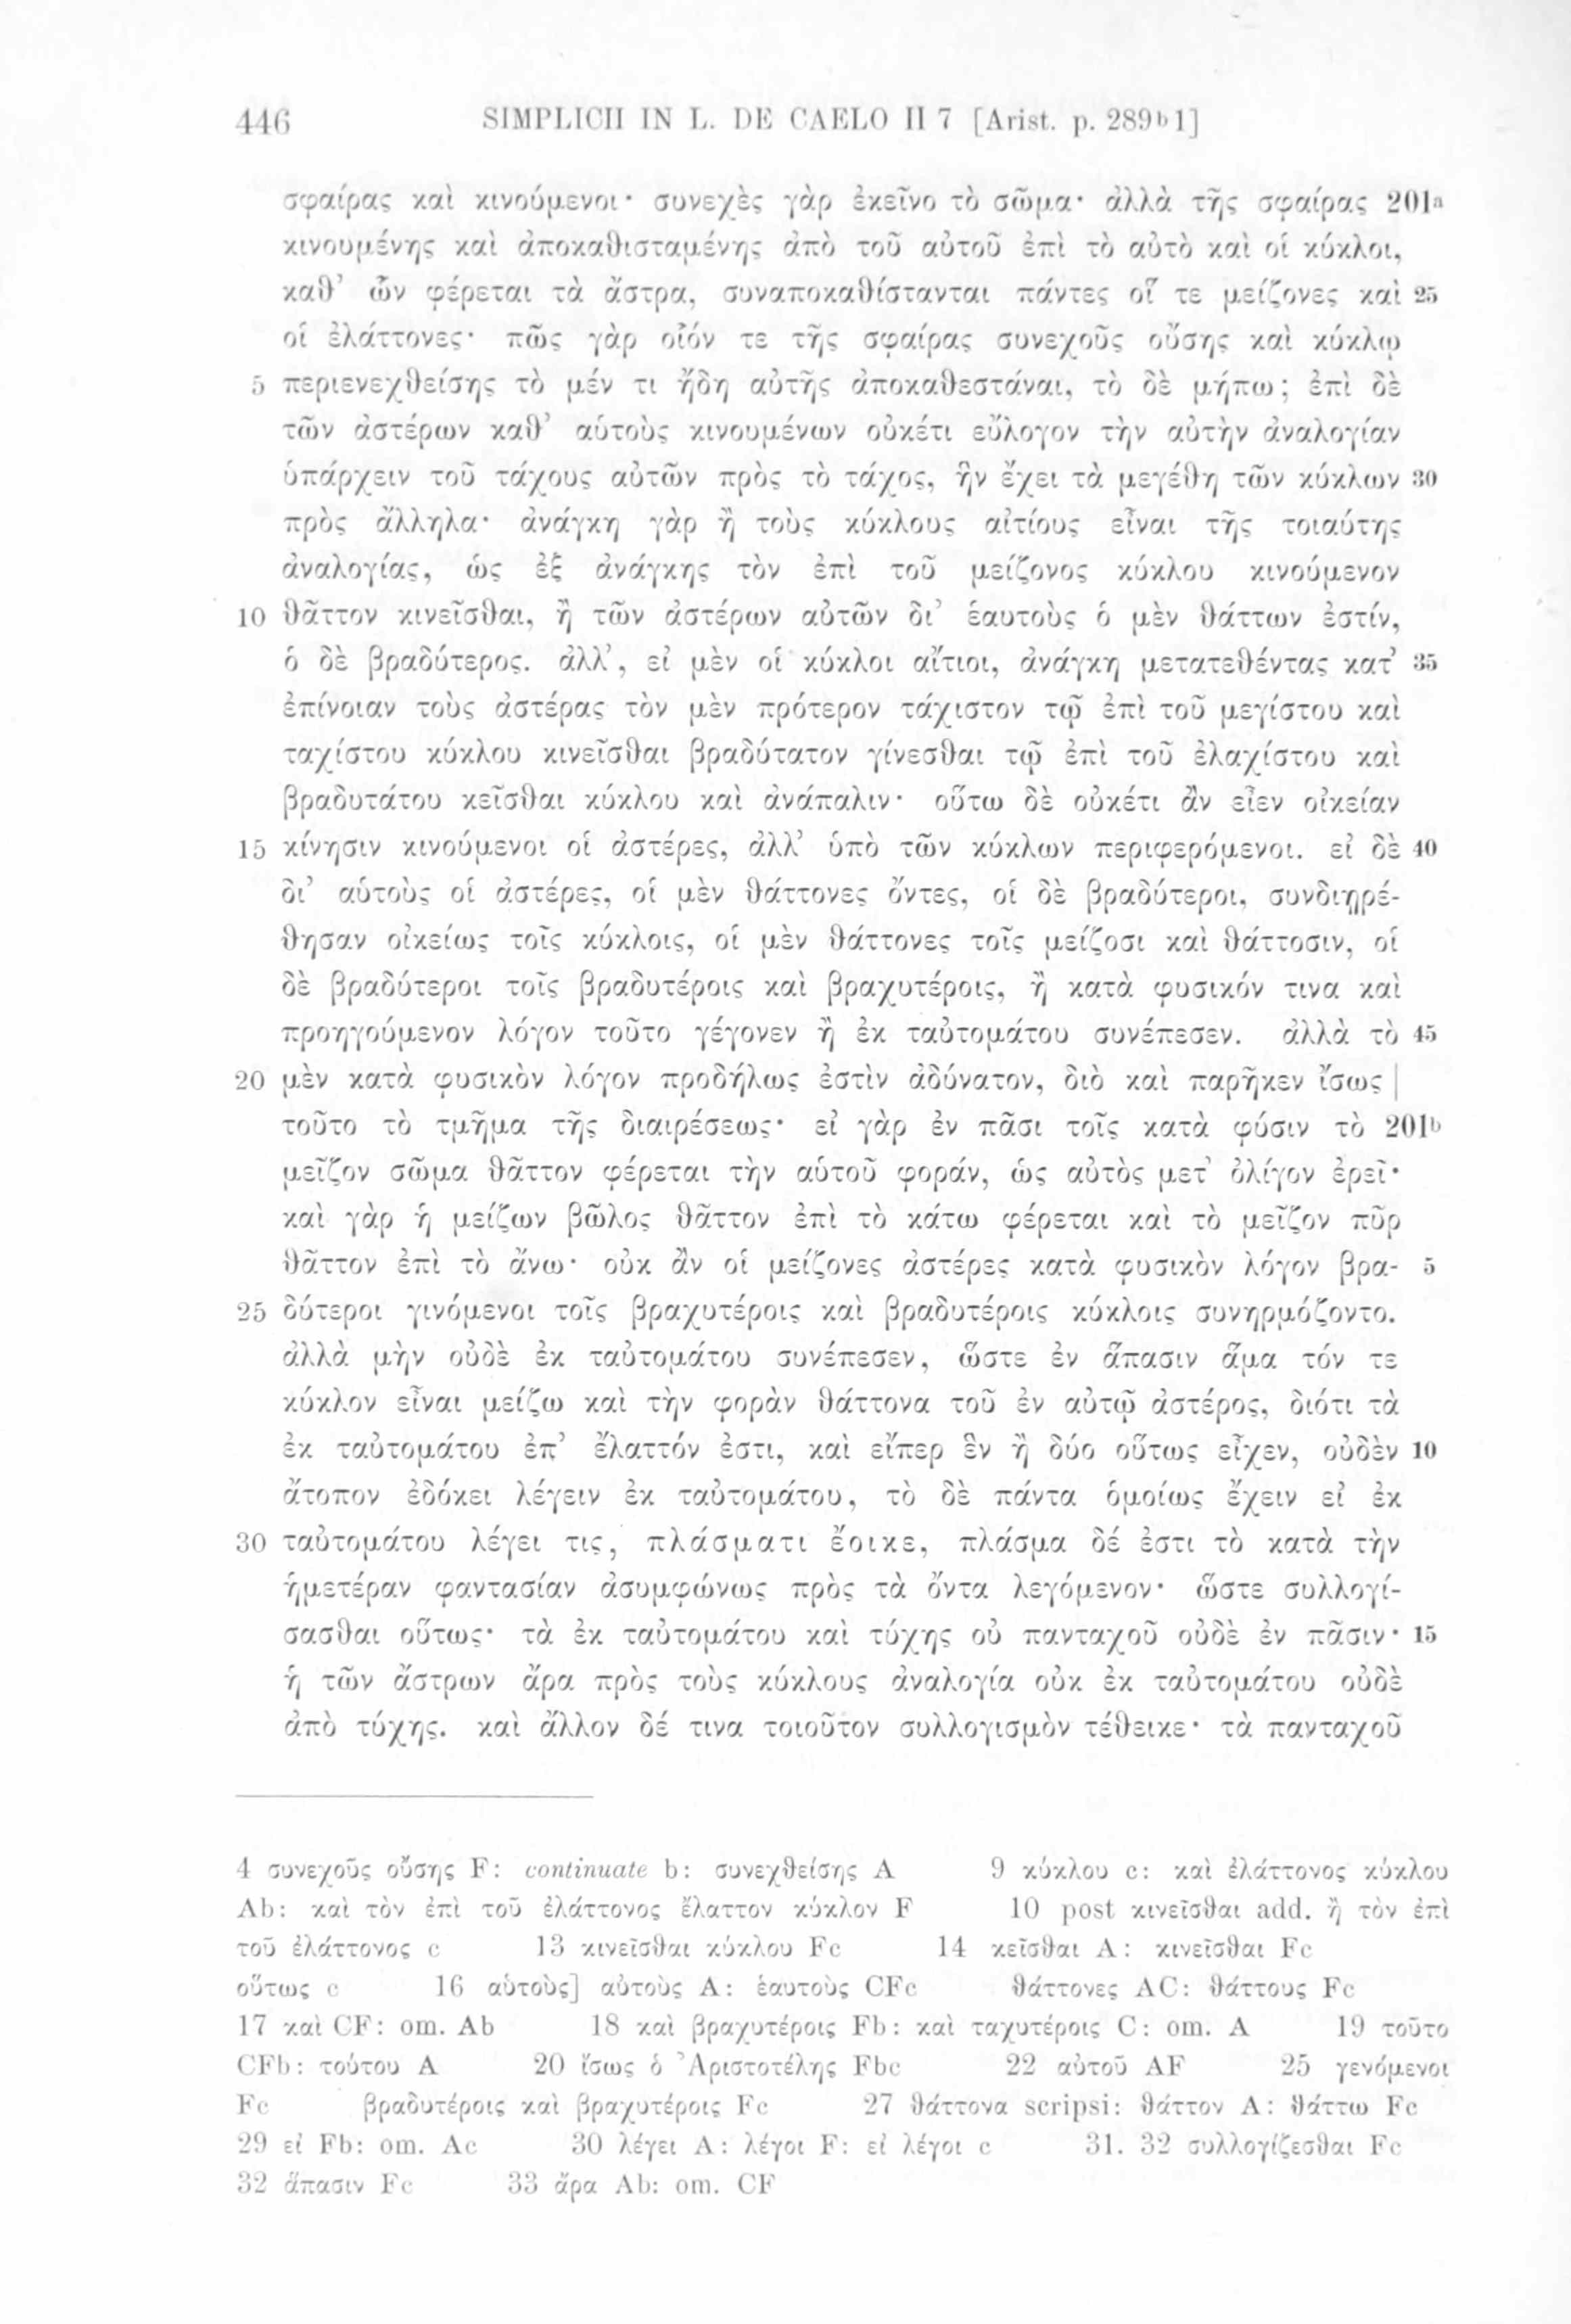 446 SIMPLICII IN L. DE CAELO II 7 [Arist. p. 289ᵇ1]
σφαίρας καὶ κινούμενοι· συνεχὲς γὰρ ἐκεῖνο τὸ σῶμα· ἀλλὰ τῆς σφαίρας 201ᵃ
κινουμένης καὶ ἀποκαθισταμένης ἀπὸ τοῦ αὐτοῦ ἐπὶ τὸ αὐτὸ καὶ οἱ κύκλοι,
καθ’ ὧν φέρεται τὰ ἄστρα, συναποκαθίστανται πάντες οἵ τε μείζονες καὶ 25
οἱ ἐλάττονες· πῶς γὰρ οἷόν τε τῆς σφαίρας συνεχοῦς οὔσης καὶ κύκλῳ
5 περιενεχθείσης τὸ μέν τι ἤδη αὐτῆς ἀποκαθεστάναι, τὸ δὲ μήπω; ἐπὶ δὲ
τῶν ἀστέρων καθ’ αὑτοὺς κινουμένων οὐκέτι εὔλογον τὴν αὐτὴν ἀναλογίαν
ὑπάρχειν τοῦ τάχους αὐτῶν πρὸς τὸ τάχος, ἣν ἔχει τὰ μεγέθη τῶν κύκλων 30
πρὸς ἄλληλα· ἀνάγκη γὰρ ἢ τοὺς κύκλους αἰτίους εἶναι τῆς τοιαύτης
ἀναλογίας, ὡς ἐξ ἀνάγκης τὸν ἐπὶ τοῦ μείζονος κύκλου κινούμενον
10 θᾶττον κινεῖσθαι, ἢ τῶν ἀστέρων αὐτῶν δι’ ἑαυτοὺς ὁ μὲν θάττων ἐστίν,
ὁ δὲ βραδύτερος. ἀλλ’, εἰ μὲν οἱ κύκλοι αἴτιοι, ἀνάγκη μετατεθέντας κατ’ 35
ἐπίνοιαν τοὺς ἀστέρας τὸν μὲν πρότερον τάχιστον τῷ ἐπὶ τοῦ μεγίστου καὶ
ταχίστου κύκλου κινεῖσθαι βραδύτατον γίνεσθαι τῷ ἐπὶ τοῦ ἐλαχίστου καὶ
βραδυτάτου κεῖσθαι κύκλου καὶ ἀνάπαλιν· οὕτω δὲ οὐκέτι ἂν εἶεν οἰκείαν
15 κίνησιν κινούμενοι οἱ ἀστέρες, ἀλλ’ ὑπὸ τῶν κύκλων περιφερόμενοι. εἰ δὲ 40
δι’ αὑτοὺς οἱ ἀστέρες, οἱ μὲν θάττονες ὄντες, οἱ δὲ βραδύτεροι, συνδιῃρέ-
θησαν οἰκείως τοῖς κύκλοις, οἱ μὲν θάττονες τοῖς μείζοσι καὶ θάττοσιν, οἱ
δὲ βραδύτεροι τοῖς βραδυτέροις καὶ βραχυτέροις, ἢ κατὰ φυσικόν τινα καὶ
προηγούμενον λόγον τοῦτο γέγονεν ἢ ἐκ ταὐτομάτου συνέπεσεν. ἀλλὰ τὸ 45
20 μὲν κατὰ φυσικὸν λόγον προδήλως ἐστὶν ἀδύνατον, διὸ καὶ παρῆκεν ἴσως |
τοῦτο τὸ τμῆμα τῆς διαιρέσεως· εἰ γὰρ ἐν πᾶσι τοῖς κατὰ φύσιν τὸ 201ᵇ
μεῖζον σῶμα θᾶττον φέρεται τὴν αὑτοῦ φοράν, ὡς αὐτὸς μετ’ ὀλίγον ἐρεῖ·
καὶ γὰρ ἡ μείζων βῶλος θᾶττον ἐπὶ τὸ κάτω φέρεται καὶ τὸ μεῖζον πῦρ
θᾶττον ἐπὶ τὸ ἄνω· οὐκ ἂν οἱ μείζονες ἀστέρες κατὰ φυσικὸν λόγον βρα- 5
25 δύτεροι γινόμενοι τοῖς βραχυτέροις καὶ βραδυτέροις κύκλοις συνηρμόζοντο.
ἀλλὰ μὴν οὐδὲ ἐκ ταὐτομάτου συνέπεσεν, ὥστε ἐν ἅπασιν ἅμα τόν τε
κύκλον εἶναι μείζω καὶ τὴν φορὰν θάττονα τοῦ ἐν αὐτῷ ἀστέρος, διότι τὰ
ἐκ ταὐτομάτου ἐπ’ ἔλαττόν ἐστι, καὶ εἴπερ ἓν ἢ δύο οὕτως εἶχεν, οὐδὲν 10
ἄτοπον ἐδόκει λέγειν ἐκ ταὐτομάτου, τὸ δὲ πάντα ὁμοίως ἔχειν εἰ ἐκ
30 ταὐτομάτου λέγει τις, πλάσματι ἔοικε, πλάσμα δέ ἐστι τὸ κατὰ τὴν
ἡμετέραν φαντασίαν ἀσυμφώνως πρὸς τὰ ὄντα λεγόμενον· ὥστε συλλογί-
σασθαι οὕτως· τὰ ἐκ ταὐτομάτου καὶ τύχης οὐ πανταχοῦ οὐδὲ ἐν πᾶσιν· 15
ἡ τῶν ἄστρων ἄρα πρὸς τοὺς κύκλους ἀναλογία οὐκ ἐκ ταὐτομάτου οὐδὲ
ἀπὸ τύχης. καὶ ἄλλον δέ τινα τοιοῦτον συλλογισμὸν τέθεικε· τὰ πανταχοῦ
4 συνεχοῦς οὔσης F: continuate b: συνεχθείσης A 9 κύκλου c: καὶ ἐλάττονος κύκλου
Ab: καὶ τὸν ἐπὶ τοῦ ἐλάττονος ἔλαττον κύκλον F 10 post κινεῖσθαι add. ἢ τὸν ἐπὶ
τοῦ ἐλάττονος c 13 κινεῖσθαι κύκλου Fc 14 κεῖσθαι A: κινεῖσθαι Fc
οὕτως c 16 αὑτοὺς] αὐτοὺς A: ἑαυτοὺς CFc θάττονες AC: θάττους Fc
17 καὶ CF: om. Ab 18 καὶ βραχυτέροις Fb: καὶ ταχυτέροις C: om. A 19 τοῦτο
CFb: τούτου A 20 ἴσως ὁ Ἀριστοτέλης Fbc 22 αὐτοῦ AF 25 γενόμενοι
Fc βραδυτέροις καὶ βραχυτέροις Fc 27 θάττονα scripsi: θᾶττον A: θάττω Fc
29 εἰ Fb: om. Ac 30 λέγει A: λέγοι F: εἰ λέγοι c 31. 32 συλλογίζεσθαι Fc
32 ἅπασιν Fc 33 ἄρα Ab: om. CF